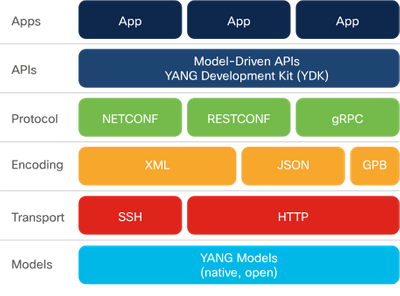 Apps
App
App
App
APIs
Model-Driven APIs
YANG Development Kit (YDK)
Protocol
NETCONF
RESTCONF
gRPC
Encoding
XML
JSON
GPB
Transport
SSH
HTTP
Models
YANG Models
(native, open)